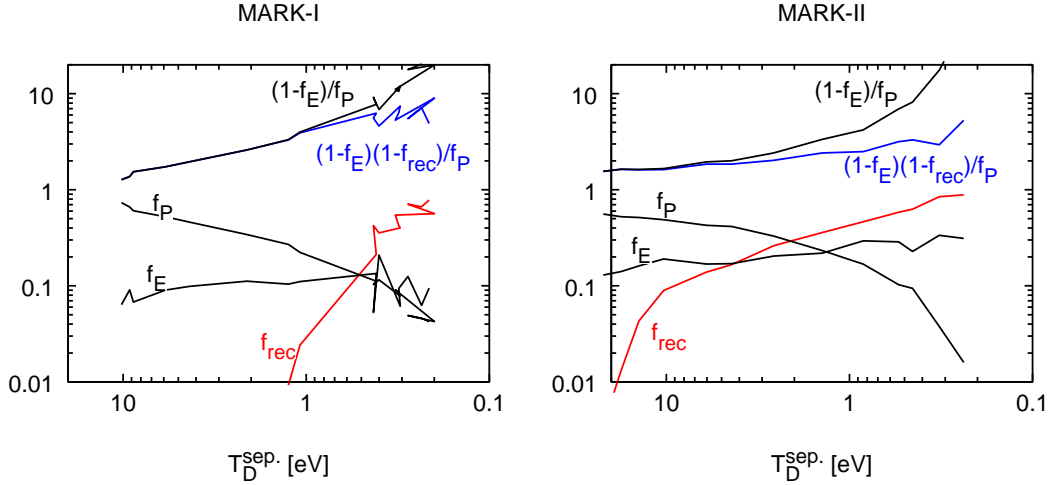 MARK-I
10
1
0.1
0.01
(1-f_E)/f_P
(1-f_E)(1-f_rec)/f_P
f_P
f_E
f_rec
10 1 0.1
T_D^sep. [eV]
MARK-II
10
1
0.1
0.01
(1-f_E)/f_P
(1-f_E)(1-f_rec)/f_P
f_P
f_E
f_rec
10 1 0.1
T_D^sep. [eV]